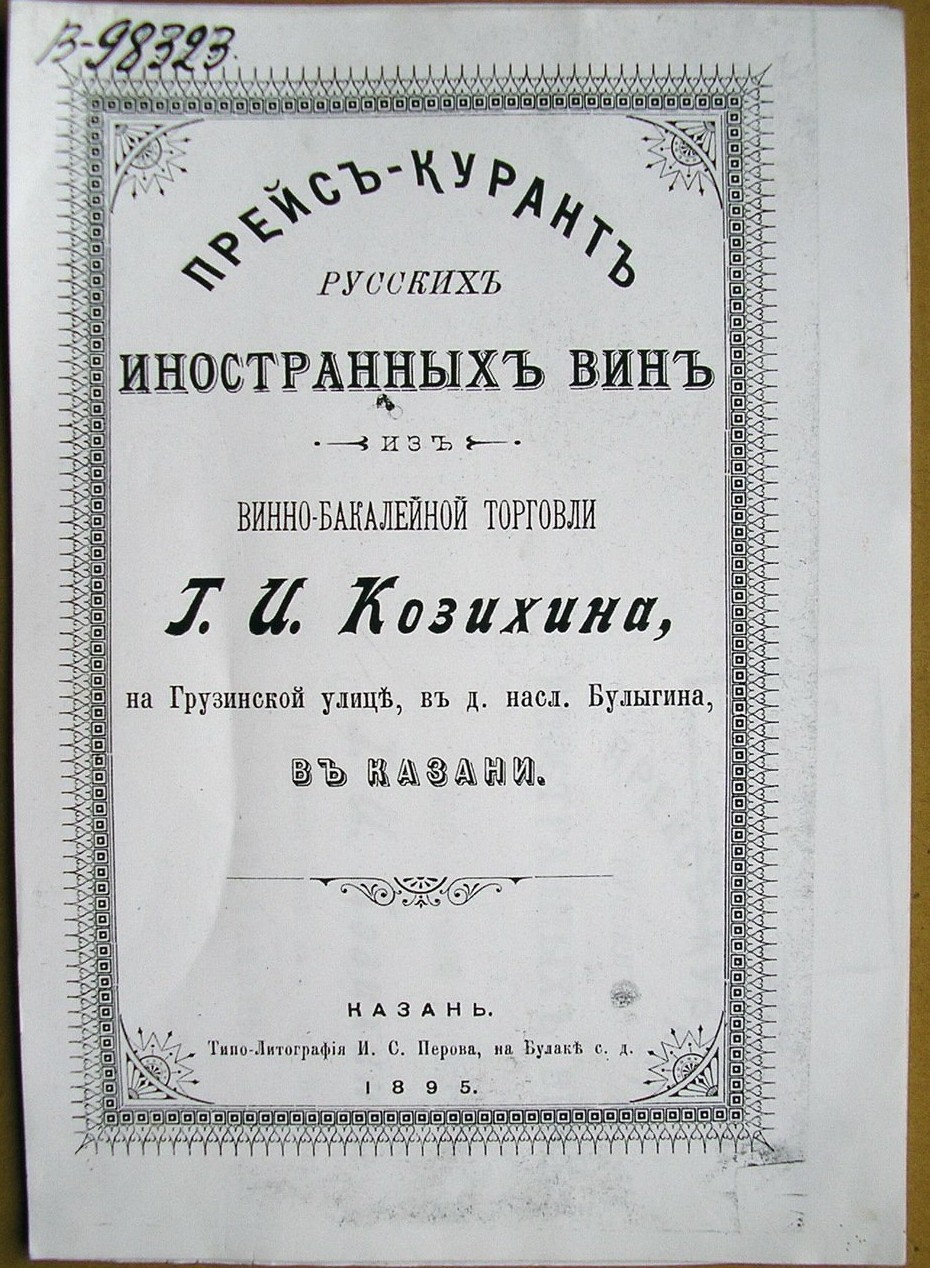 В-98323.
ПРЕЙСЪ-КУРАНТЪ
РУССКИХЪ
ИНОСТРАННЫХЪ ВИНЪ
ИЗЪ
ВИННО-БАКАЛЕЙНОЙ ТОРГОВЛИ
Г. И. Козихина,
на Грузинской улицѣ, въ д. насл. Булыгина,
ВЪ КАЗАНИ.
КАЗАНЬ.
Типо-Литографія И. С. Перова, на Булакѣ с. д.
1895.